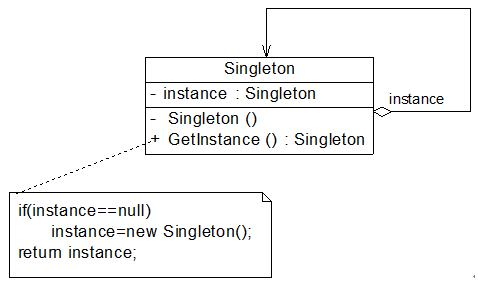 Singleton
- instance : Singleton
instance
- Singleton ()
+ GetInstance () : Singleton
if(instance==null)
instance=new Singleton();
return instance;